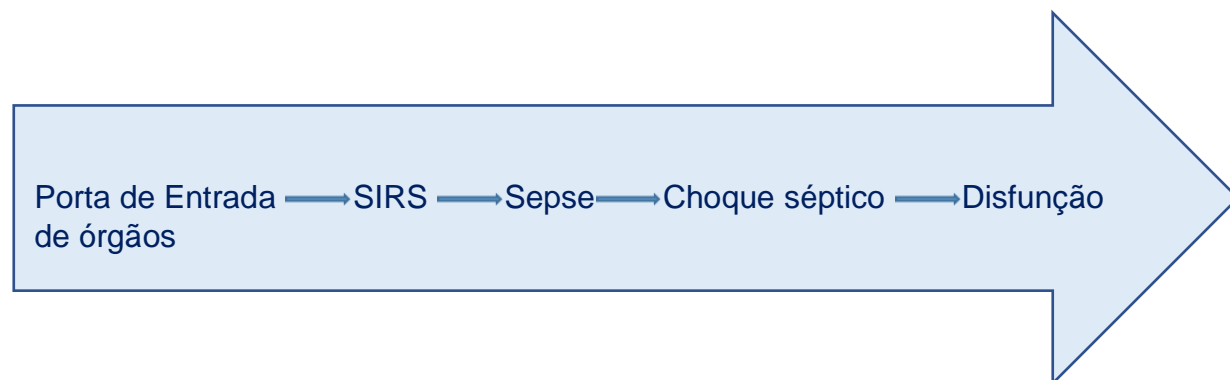 Porta de Entrada SIRS Sepse Choque séptico Disfunção
de órgãos